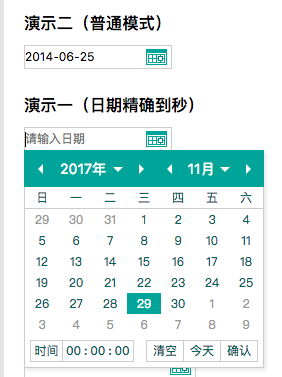 演示二（普通模式）
2014-06-25
演示一（日期精确到秒）
请输入日期
2017年 11月
日 一 二 三 四 五 六
29 30 31 1 2 3 4
5 6 7 8 9 10 11
12 13 14 15 16 17 18
19 20 21 22 23 24 25
26 27 28 29 30 1 2
3 4 5 6 7 8 9
时间 00 : 00 : 00 清空 今天 确认